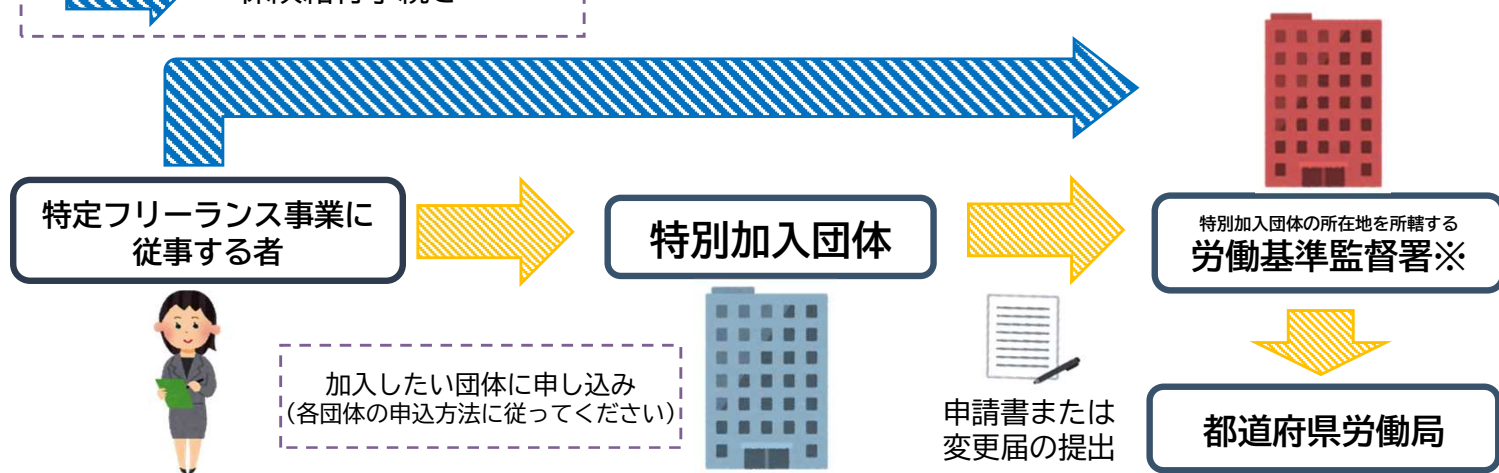 特定フリーランス事業に
従事する者
特別加入団体
特別加入団体の所在地を所轄する
労働基準監督署※
加入したい団体に申し込み
（各団体の申込方法に従ってください）
申請書または
変更届の提出
都道府県労働局